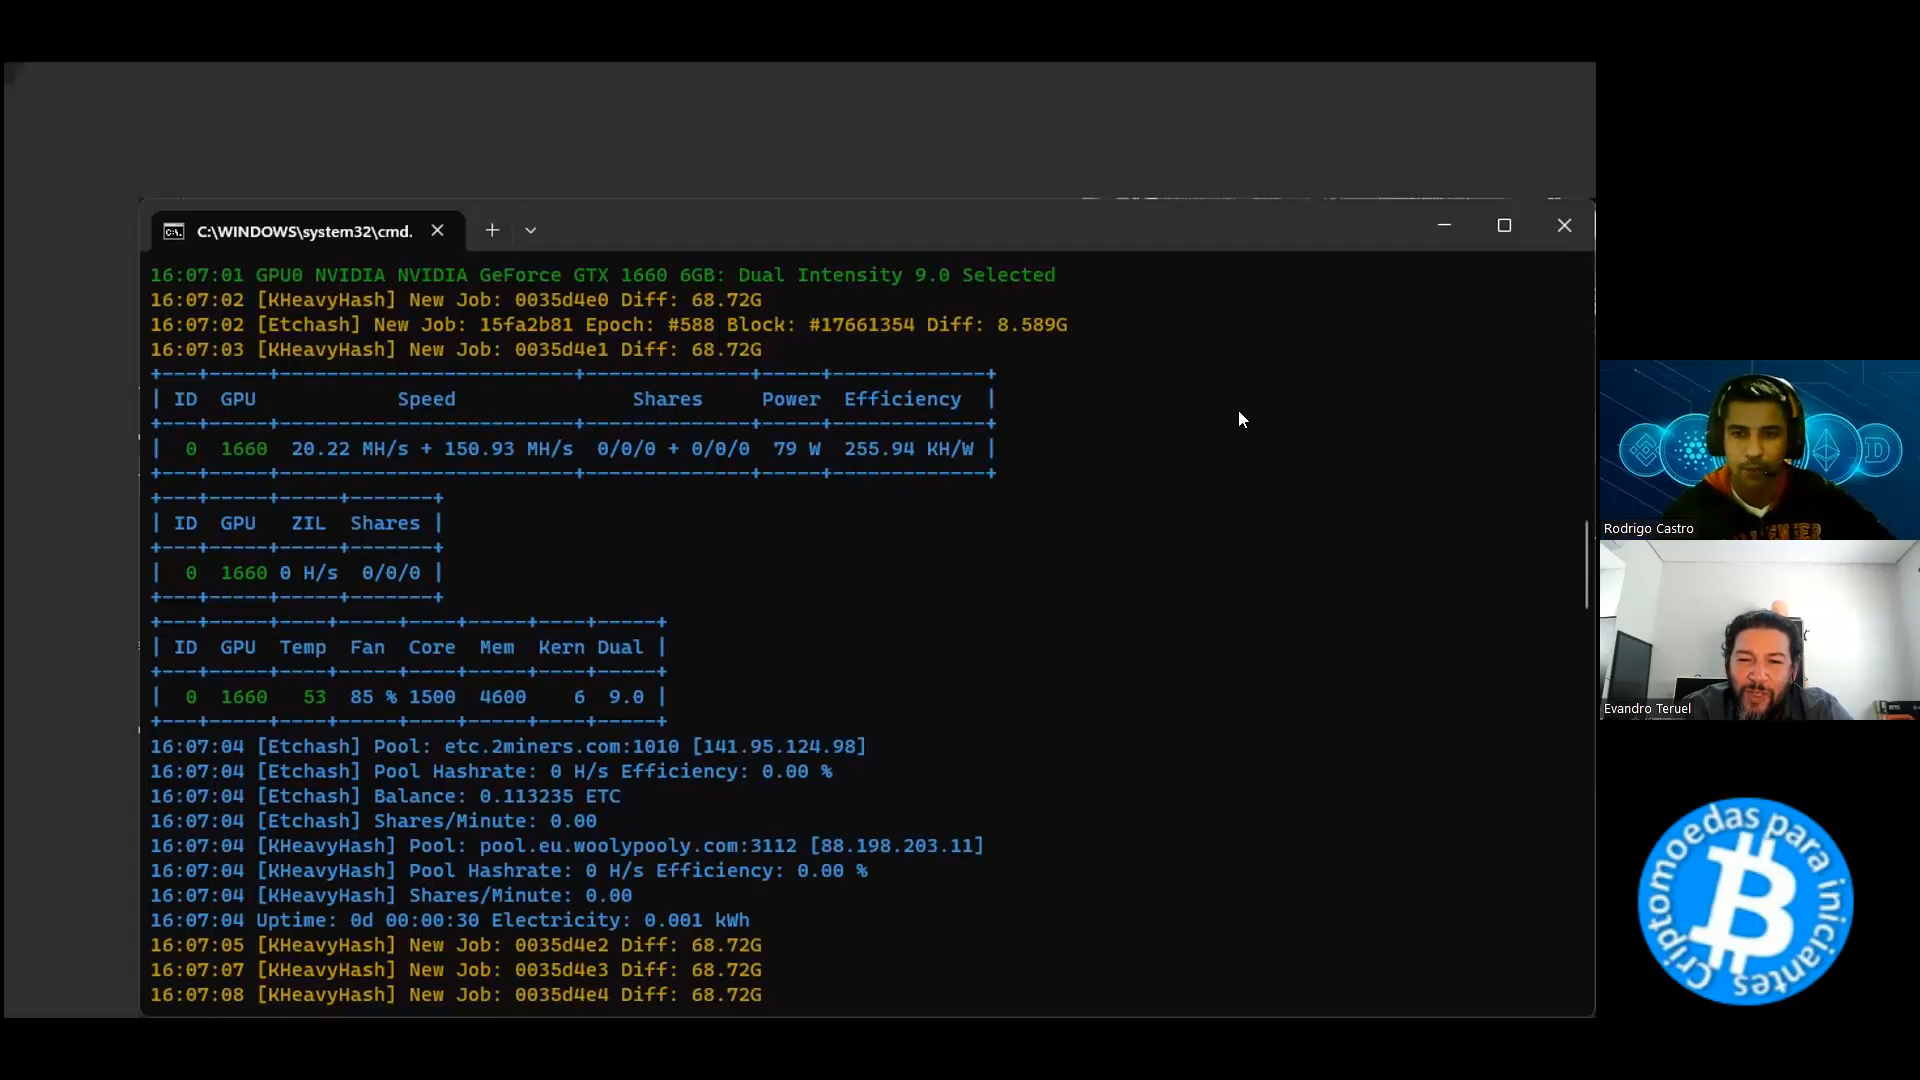 C:\WINDOWS\system32\cmd.
16:07:01 GPU0 NVIDIA NVIDIA GeForce GTX 1660 6GB: Dual Intensity 9.0 Selected
16:07:02 [KHeavyHash] New Job: 0035d4e0 Diff: 68.72G
16:07:02 [Etchash] New Job: 15fa2b81 Epoch: #588 Block: #17661354 Diff: 8.589G
16:07:03 [KHeavyHash] New Job: 0035d4e1 Diff: 68.72G
+---+-----+-------------------------+--------------+-----+-------------+
| ID GPU Speed Shares Power Efficiency |
+---+-----+-------------------------+--------------+-----+-------------+
| 0 1660 20.22 MH/s + 150.93 MH/s 0/0/0 + 0/0/0 79 W 255.94 KH/W |
+---+-----+-------------------------+--------------+-----+-------------+
+---+-----+-----+-------+
| ID GPU ZIL Shares |
+---+-----+-----+-------+
| 0 1660 0 H/s 0/0/0 |
+---+-----+-----+-------+
+---+-----+----+-----+----+-----+----+-----+
| ID GPU Temp Fan Core Mem Kern Dual |
+---+-----+----+-----+----+-----+----+-----+
| 0 1660 53 85 % 1500 4600 6 9.0 |
+---+-----+----+-----+----+-----+----+-----+
16:07:04 [Etchash] Pool: etc.2miners.com:1010 [141.95.124.98]
16:07:04 [Etchash] Pool Hashrate: 0 H/s Efficiency: 0.00 %
16:07:04 [Etchash] Balance: 0.113235 ETC
16:07:04 [Etchash] Shares/Minute: 0.00
16:07:04 [KHeavyHash] Pool: pool.eu.woolypooly.com:3112 [88.198.203.11]
16:07:04 [KHeavyHash] Pool Hashrate: 0 H/s Efficiency: 0.00 %
16:07:04 [KHeavyHash] Shares/Minute: 0.00
16:07:04 Uptime: 0d 00:00:30 Electricity: 0.001 kWh
16:07:05 [KHeavyHash] New Job: 0035d4e2 Diff: 68.72G
16:07:07 [KHeavyHash] New Job: 0035d4e3 Diff: 68.72G
16:07:08 [KHeavyHash] New Job: 0035d4e4 Diff: 68.72G
Rodrigo Castro
Evandro Teruel
Criptomoedas para iniciantes